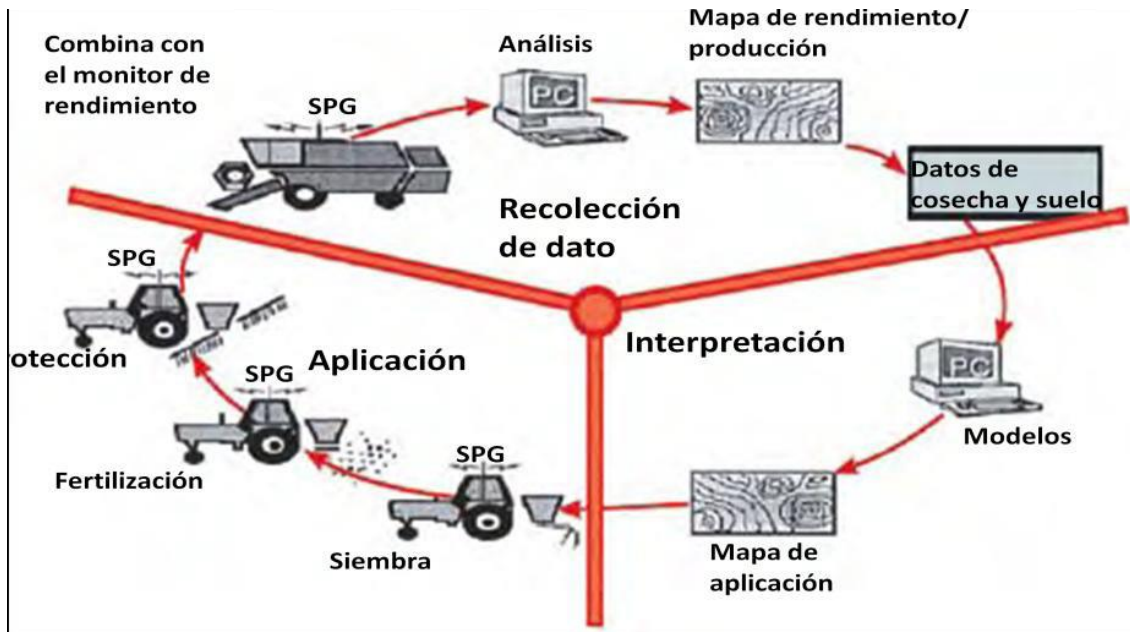 Combina con
el monitor de
rendimiento
SPG
Análisis
PC
Mapa de rendimiento/
producción
Datos de
cosecha y suelo
Recolección
de dato
Interpretación
PC
Modelos
Mapa de
aplicación
Aplicación
SPG
Siembra
SPG
Fertilización
SPG
rotección